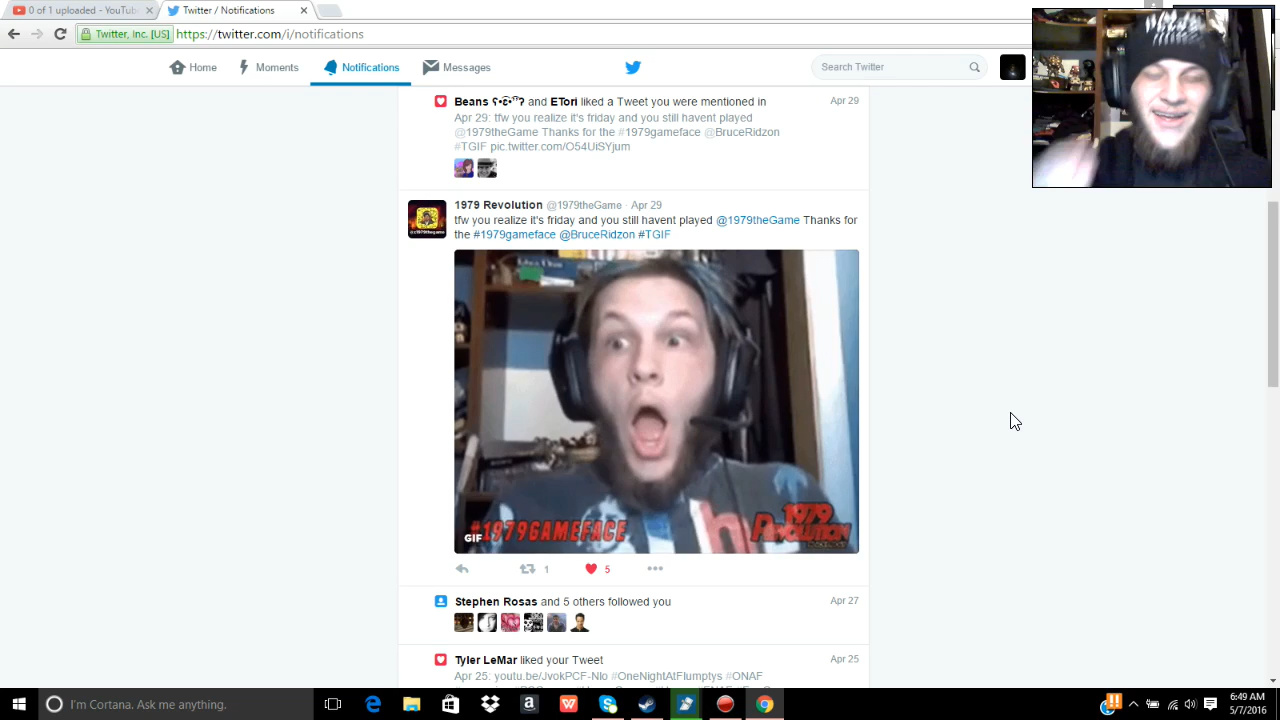 0 of 1 uploaded - YouTub
Twitter / Notifications
Twitter, Inc. [US]
https://twitter.com/i/notifications
Home
Moments
Notifications
Messages
Search Twitter
and ETori liked a Tweet you were mentioned in
Apr 29
Apr 29: tfw you realize it's friday and you still havent played
@1979theGame Thanks for the #1979gameface @BruceRidzon
#TGIF pic.twitter.com/O54UiSYjum
1979 Revolution @1979theGame · Apr 29
tfw you realize it's friday and you still havent played @1979theGame Thanks for
the #1979gameface @BruceRidzon #TGIF
#1979GAMEFACE
GIF
1979
REVOLUTION
1
5
Stephen Rosas and 5 others followed you
Apr 27
Tyler LeMar liked your Tweet
Apr 25
Apr 25: youtu.be/JvokPCF-Nlo #OneNightAtFlumptys #ONAF
I'm Cortana. Ask me anything.
6:49 AM
5/7/2016